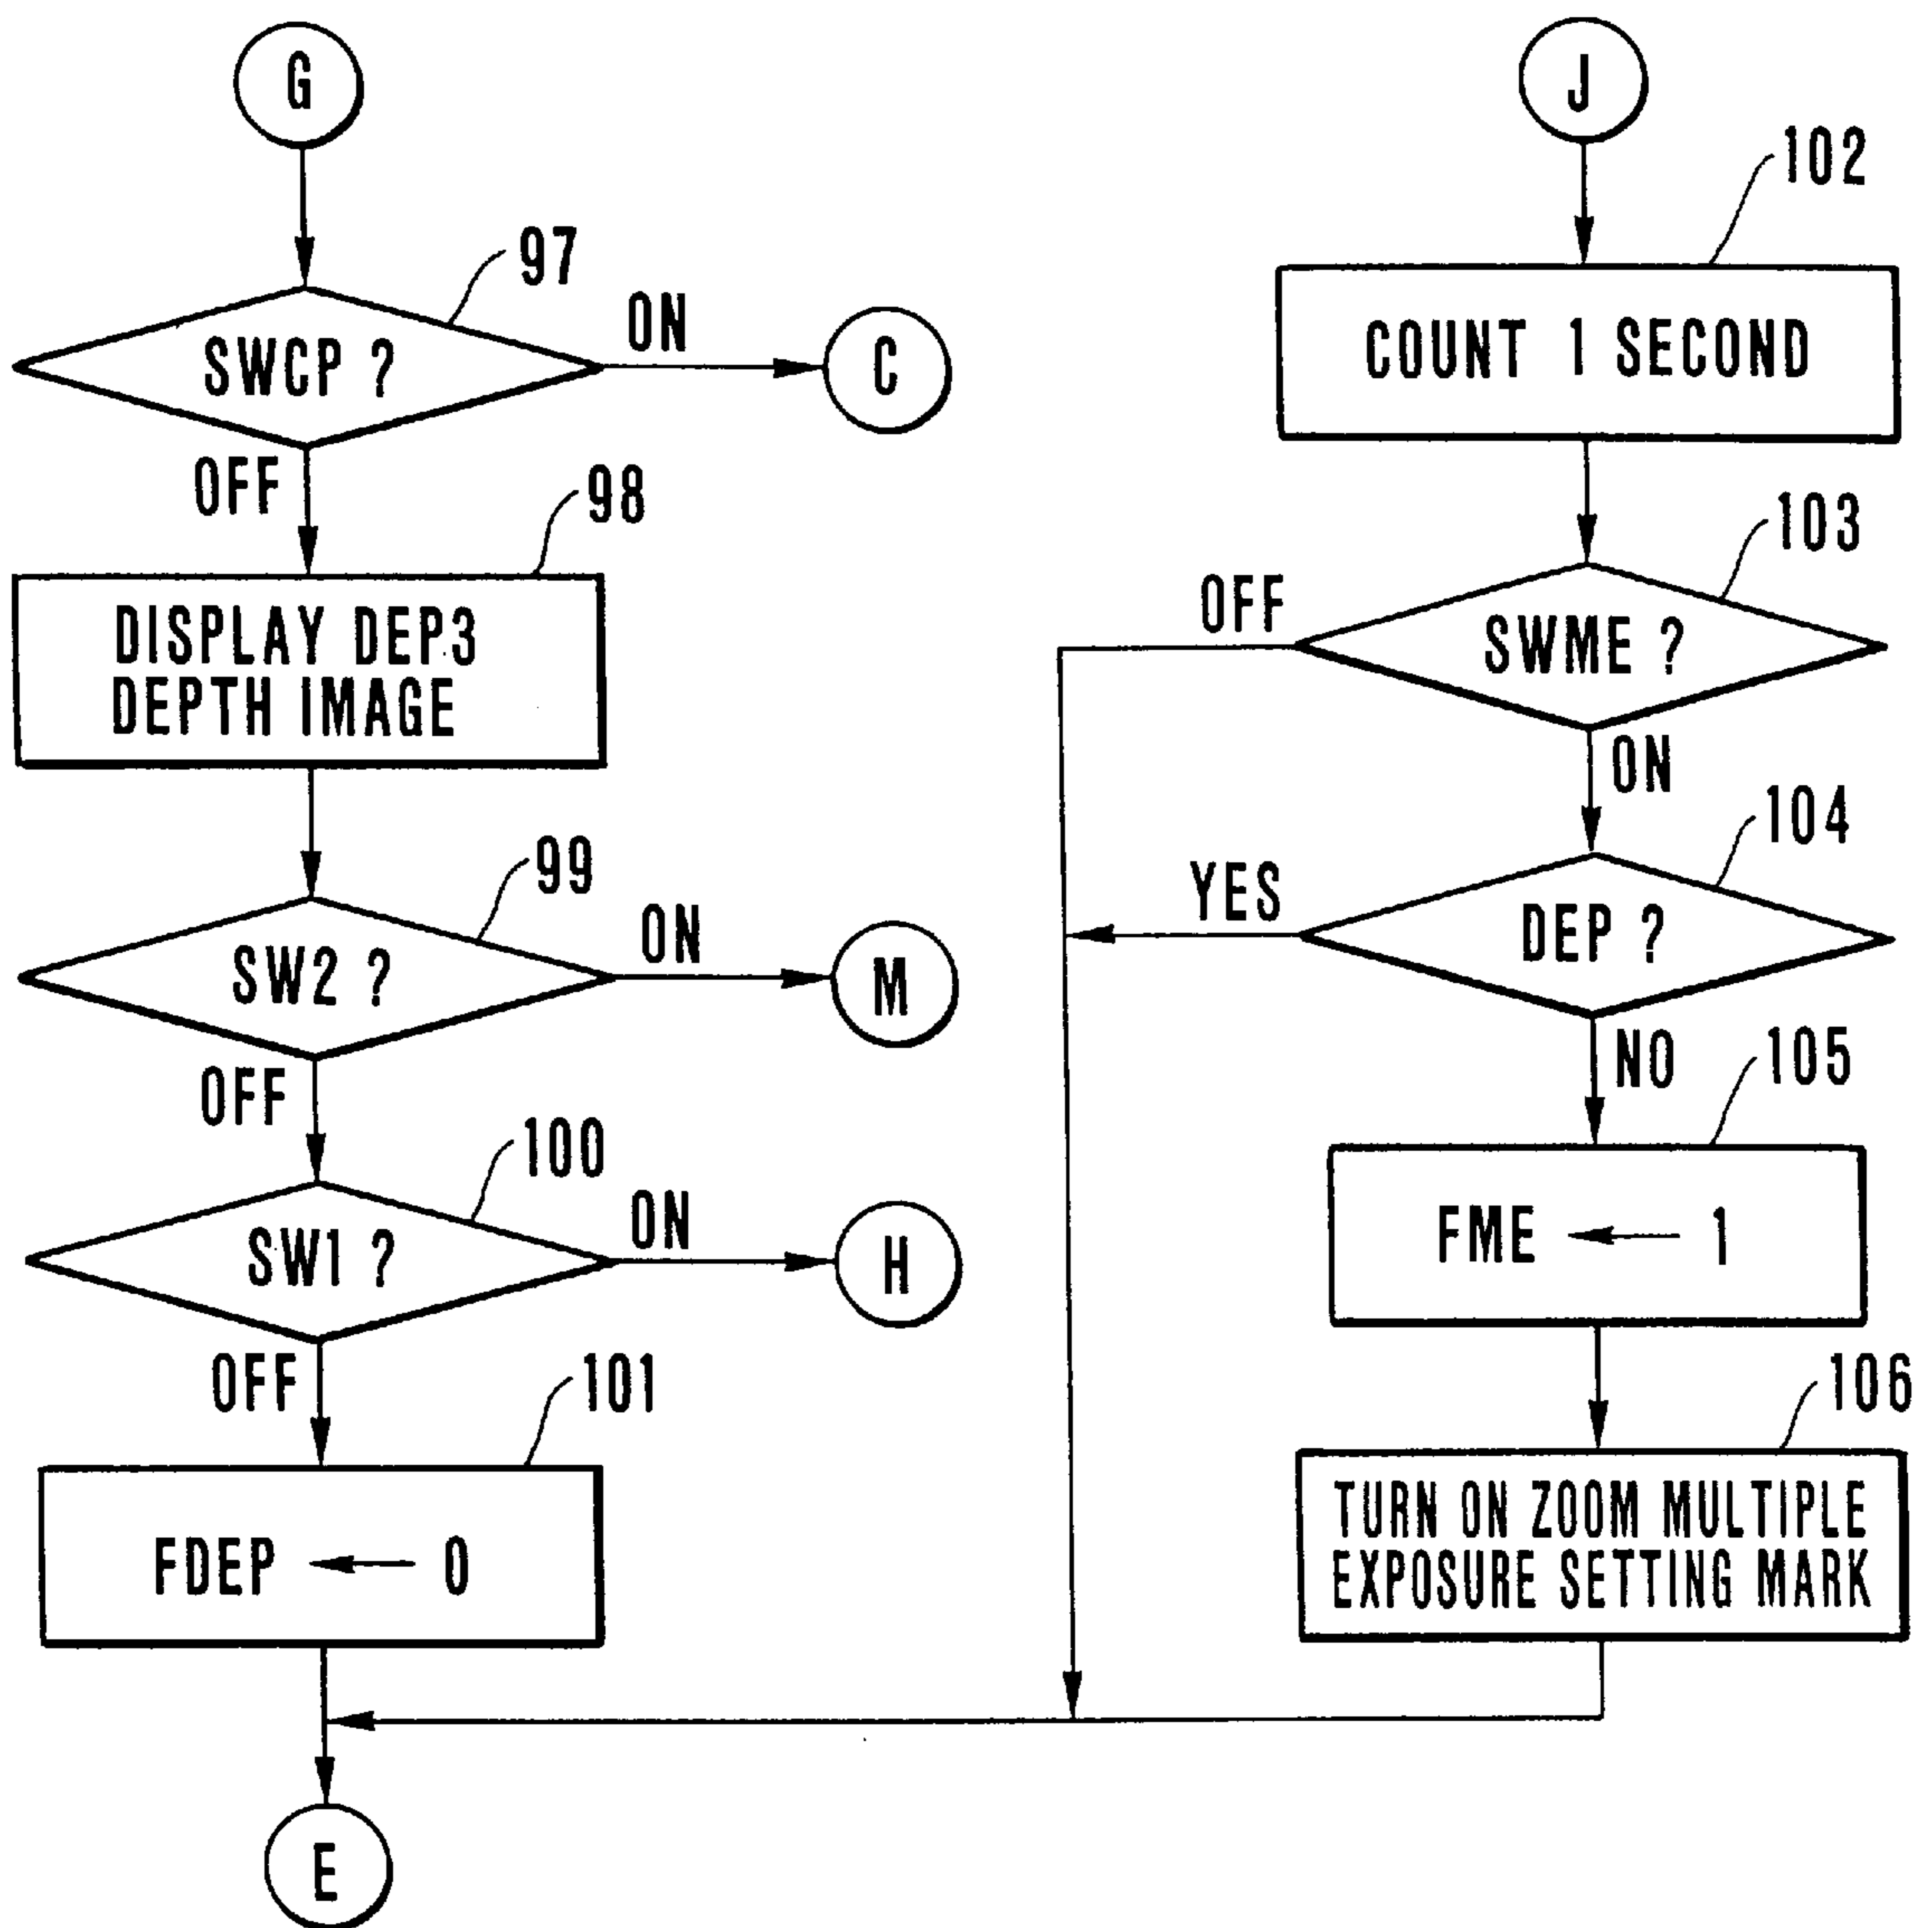 G
97
SWCP ?
ON
C
OFF
98
DISPLAY DEP3
DEPTH IMAGE
99
SW2 ?
ON
M
OFF
100
SW1 ?
ON
H
OFF
101
FDEP ← 0
E
J
102
COUNT 1 SECOND
103
OFF
SWME ?
ON
104
YES
DEP ?
NO
105
FME ← 1
106
TURN ON ZOOM MULTIPLE
EXPOSURE SETTING MARK